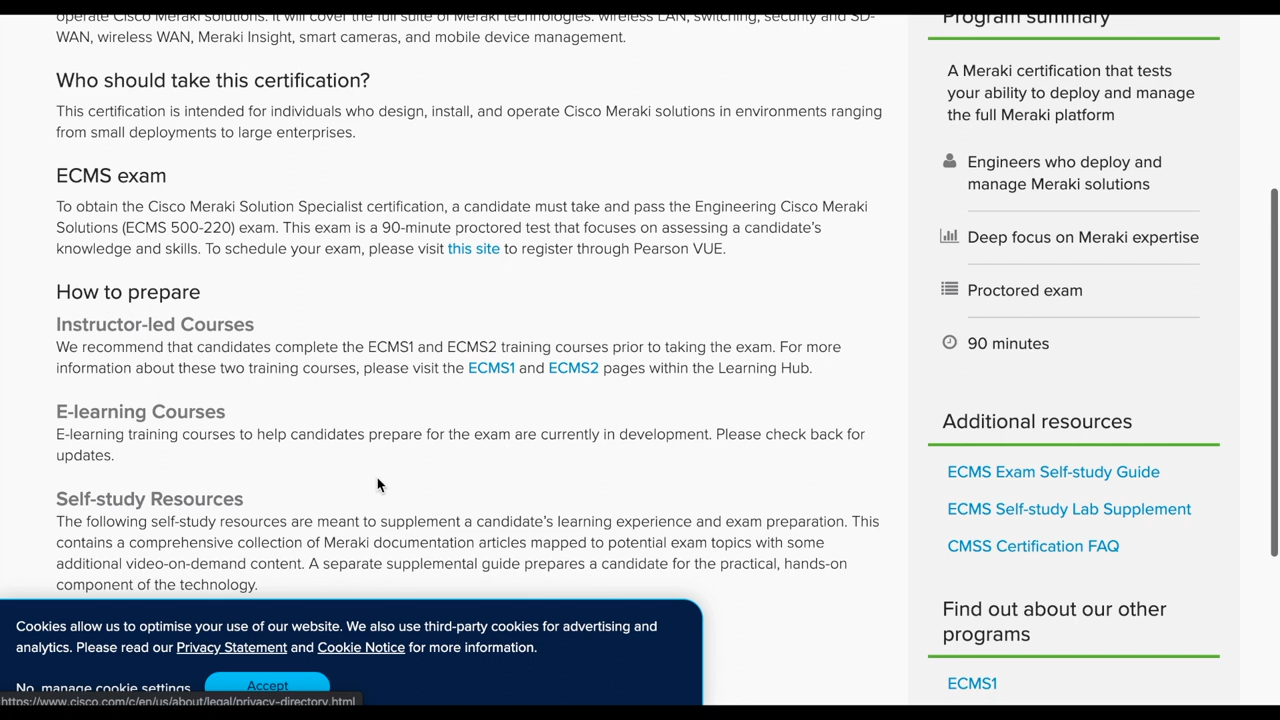 operate Cisco Meraki solutions. It will cover the full suite of Meraki technologies: wireless LAN, switching, security and SD-
WAN, wireless WAN, Meraki Insight, smart cameras, and mobile device management.
Who should take this certification?
This certification is intended for individuals who design, install, and operate Cisco Meraki solutions in environments ranging
from small deployments to large enterprises.
ECMS exam
To obtain the Cisco Meraki Solution Specialist certification, a candidate must take and pass the Engineering Cisco Meraki
Solutions (ECMS 500-220) exam. This exam is a 90-minute proctored test that focuses on assessing a candidate’s
knowledge and skills. To schedule your exam, please visit this site to register through Pearson VUE.
How to prepare
Instructor-led Courses
We recommend that candidates complete the ECMS1 and ECMS2 training courses prior to taking the exam. For more
information about these two training courses, please visit the ECMS1 and ECMS2 pages within the Learning Hub.
E-learning Courses
E-learning training courses to help candidates prepare for the exam are currently in development. Please check back for
updates.
Self-study Resources
The following self-study resources are meant to supplement a candidate’s learning experience and exam preparation. This
contains a comprehensive collection of Meraki documentation articles mapped to potential exam topics with some
additional video-on-demand content. A separate supplemental guide prepares a candidate for the practical, hands-on
component of the technology.
Cookies allow us to optimise your use of our website. We also use third-party cookies for advertising and
analytics. Please read our Privacy Statement and Cookie Notice for more information.
No, manage cookie settings
Accept
https://www.cisco.com/c/en/us/about/legal/privacy-directory.html
Program summary
A Meraki certification that tests
your ability to deploy and manage
the full Meraki platform
Engineers who deploy and
manage Meraki solutions
Deep focus on Meraki expertise
Proctored exam
90 minutes
Additional resources
ECMS Exam Self-study Guide
ECMS Self-study Lab Supplement
CMSS Certification FAQ
Find out about our other
programs
ECMS1